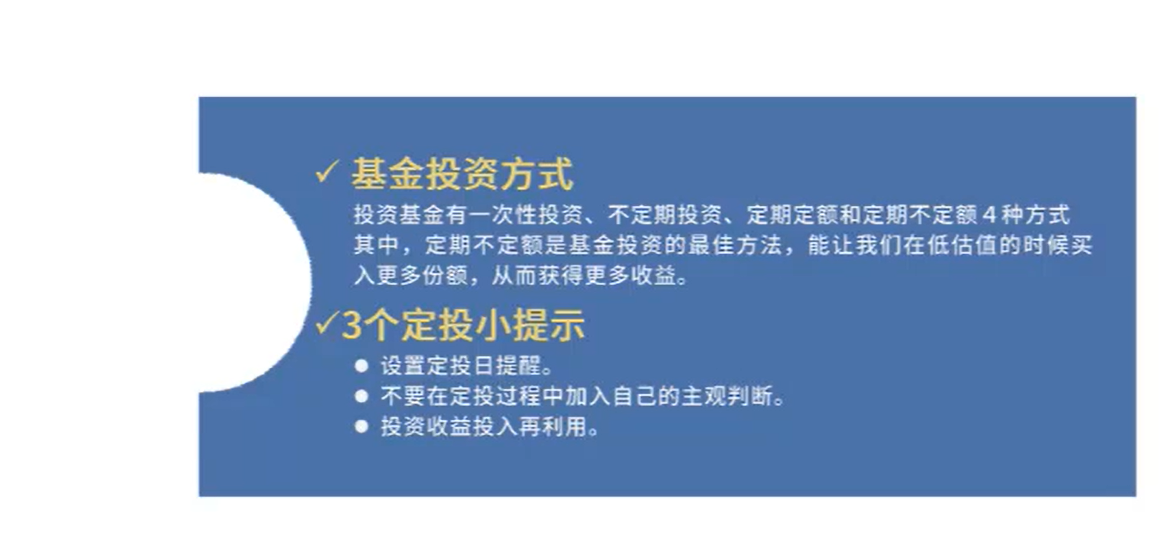 ✓ 基金投资方式
投资基金有一次性投资、不定期投资、定期定额和定期不定额4种方式
其中，定期不定额是基金投资的最佳方法，能让我们在低估值的时候买
入更多份额，从而获得更多收益。
✓3个定投小提示
● 设置定投日提醒。
● 不要在定投过程中加入自己的主观判断。
● 投资收益投入再利用。